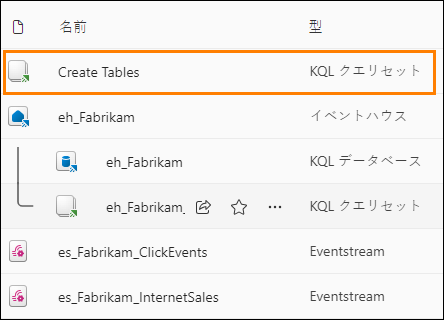 名前 型
Create Tables KQL クエリセット
eh_Fabrikam イベントハウス
eh_Fabrikam KQL データベース
eh_Fabrikam_ ... KQL クエリセット
es_Fabrikam_ClickEvents Eventstream
es_Fabrikam_InternetSales Eventstream